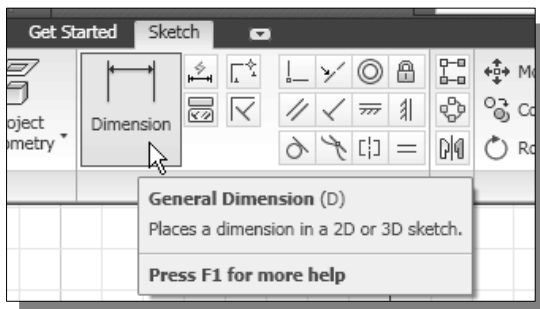 Get Started Sketch
Mo
oject
ometry
Dimension
Co
Ro
General Dimension (D)
Places a dimension in a 2D or 3D sketch.
Press F1 for more help